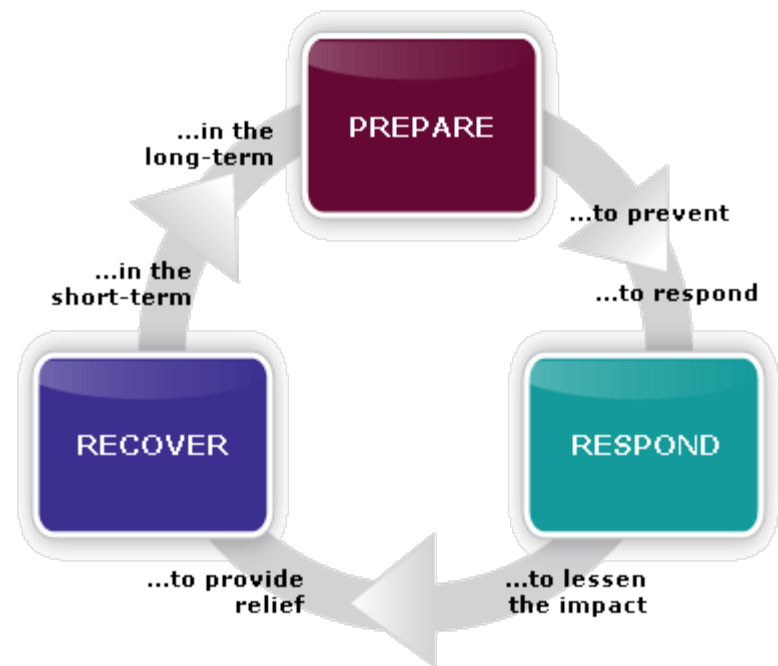 PREPARE
...to prevent
...to respond
RESPOND
...to lessen
the impact
...to provide
relief
RECOVER
...in the
short-term
...in the
long-term